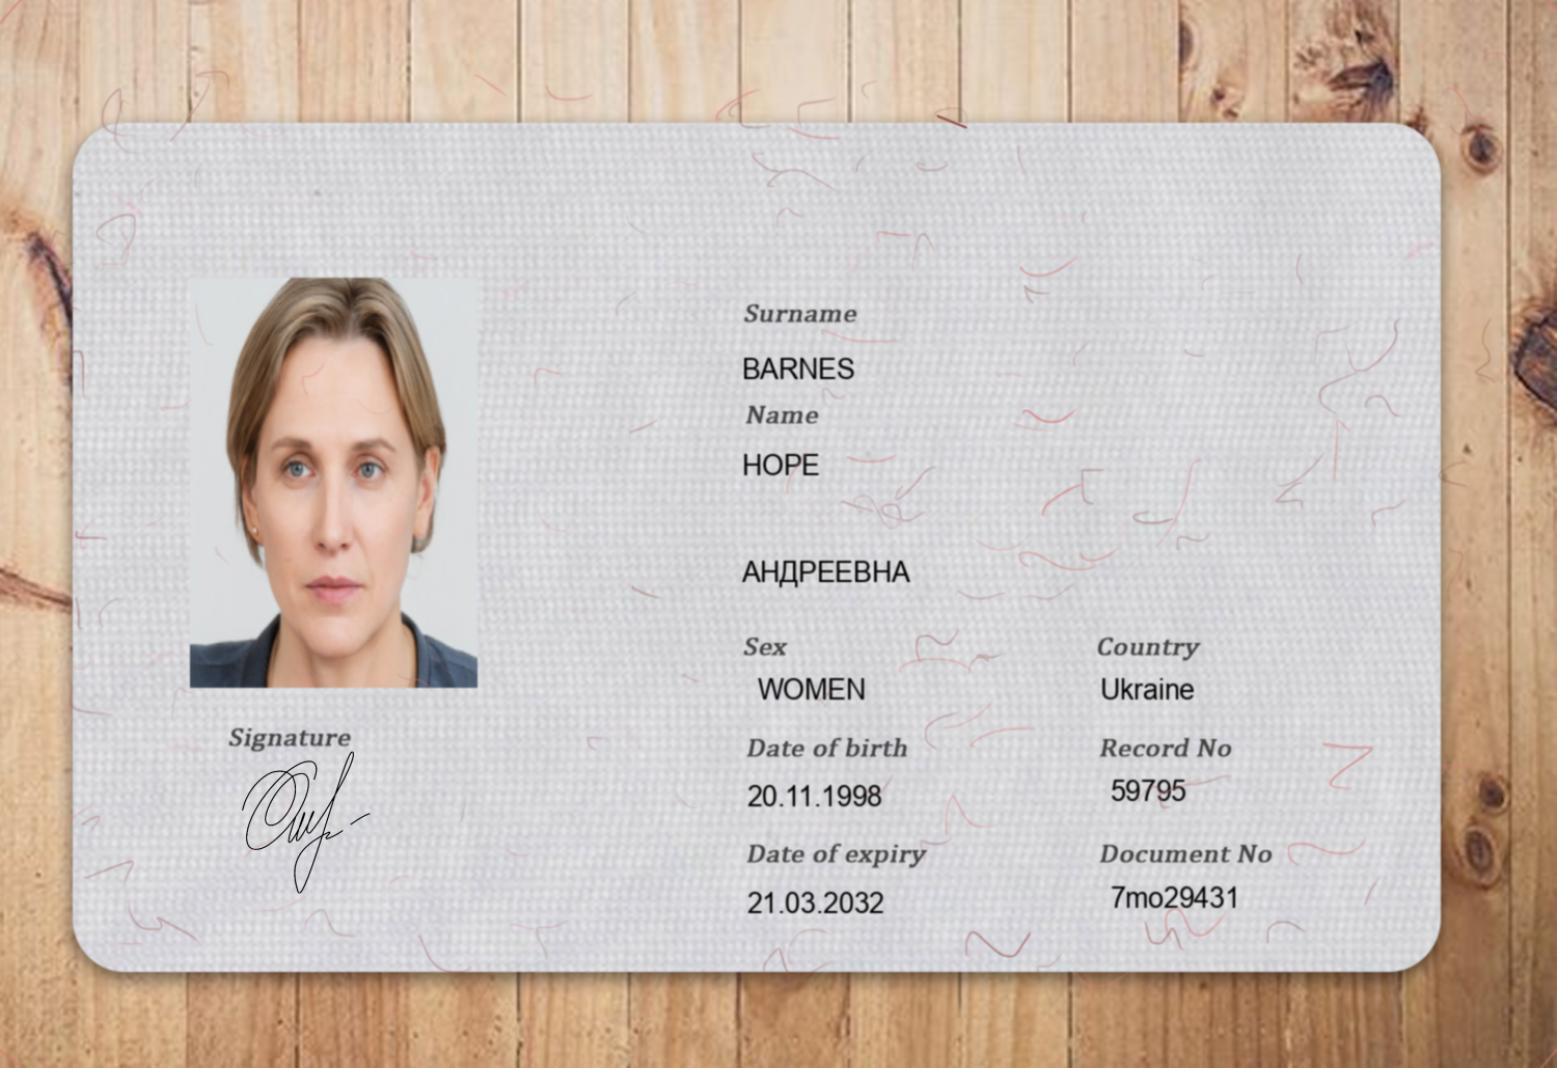 Surname
BARNES
Name
HOPE
АНДРЕЕВНА
Sex
Country
WOMEN
Ukraine
Date of birth
Record No
20.11.1998
59795
Date of expiry
Document No
21.03.2032
7mo29431
Signature